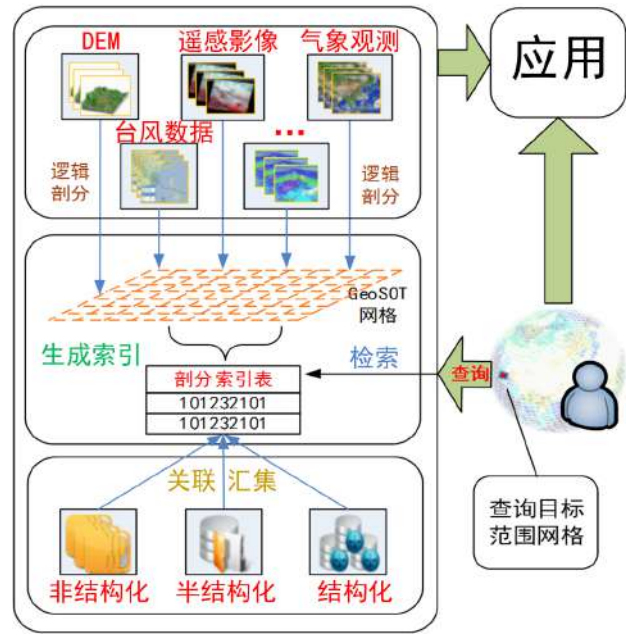 DEM
遥感影像
气象观测
应用
台风数据
...
逻辑
剖分
逻辑
剖分
GeoSOT
网格
生成索引
检索
查询
剖分索引表
101232101
101232101
关联 汇集
查询目标
范围网格
非结构化
半结构化
结构化